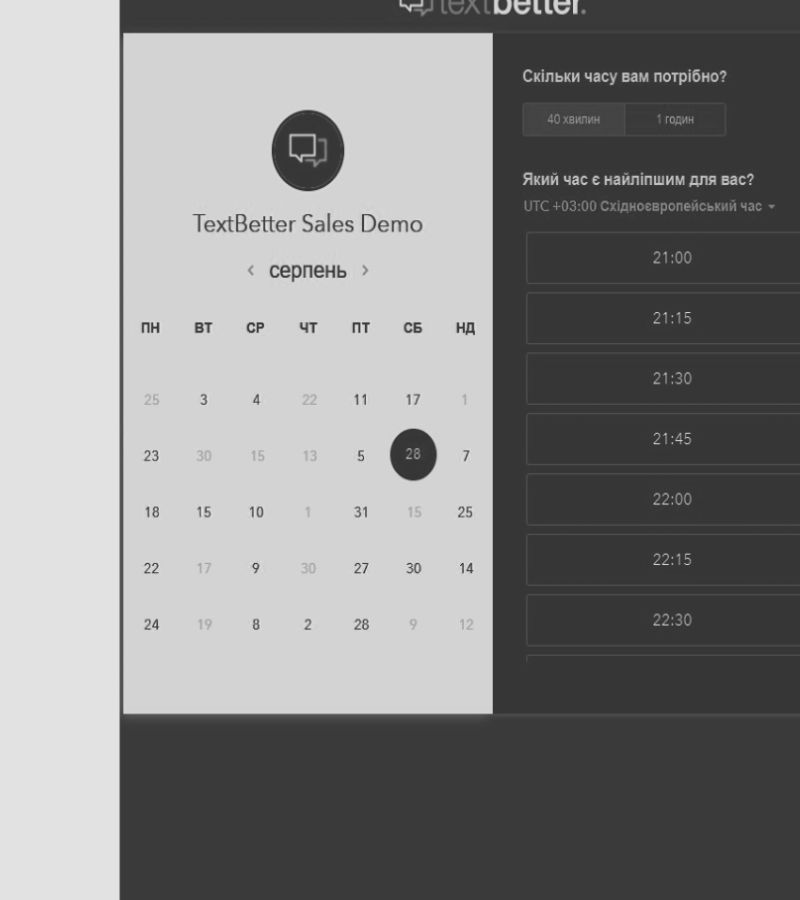 textbetter.
TextBetter Sales Demo
‹ серпень ›
ПН ВТ СР ЧТ ПТ СБ НД
25 3 4 22 11 17 1
23 30 15 13 5 28 7
18 15 10 1 31 15 25
22 17 9 30 27 30 14
24 19 8 2 28 9 12
Скільки часу вам потрібно?
40 хвилин 1 годин
Який час є найліпшим для вас?
UTC +03:00 Східноєвропейський час
21:00
21:15
21:30
21:45
22:00
22:15
22:30